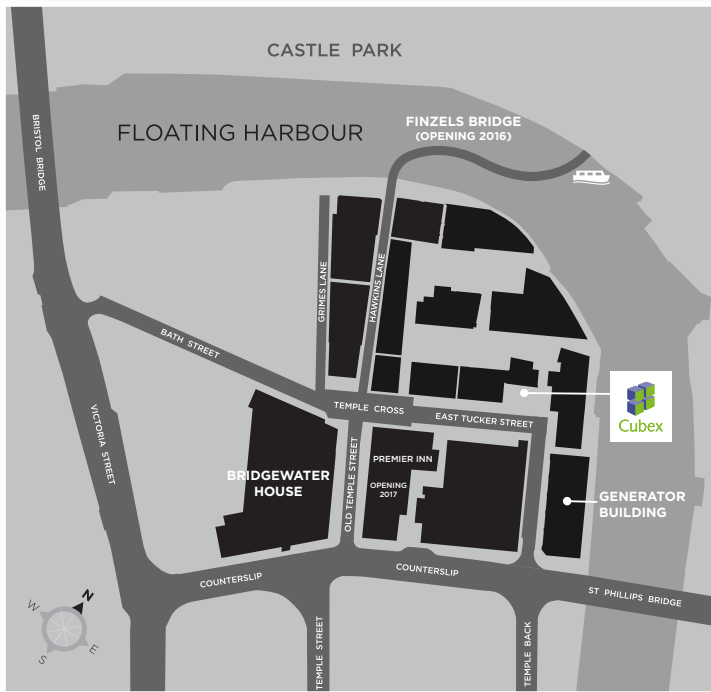 CASTLE PARK
FINZELS BRIDGE
(OPENING 2016)
FLOATING HARBOUR
BRISTOL BRIDGE
GRIMES LANE
HAWKINS LANE
BATH STREET
TEMPLE CROSS
EAST TUCKER STREET
Cubex
VICTORIA STREET
OLD TEMPLE STREET
PREMIER INN
OPENING
2017
BRIDGEWATER
HOUSE
GENERATOR
BUILDING
COUNTERSLIP
COUNTERSLIP
ST PHILLIPS BRIDGE
N
W
E
S
TEMPLE STREET
TEMPLE BACK